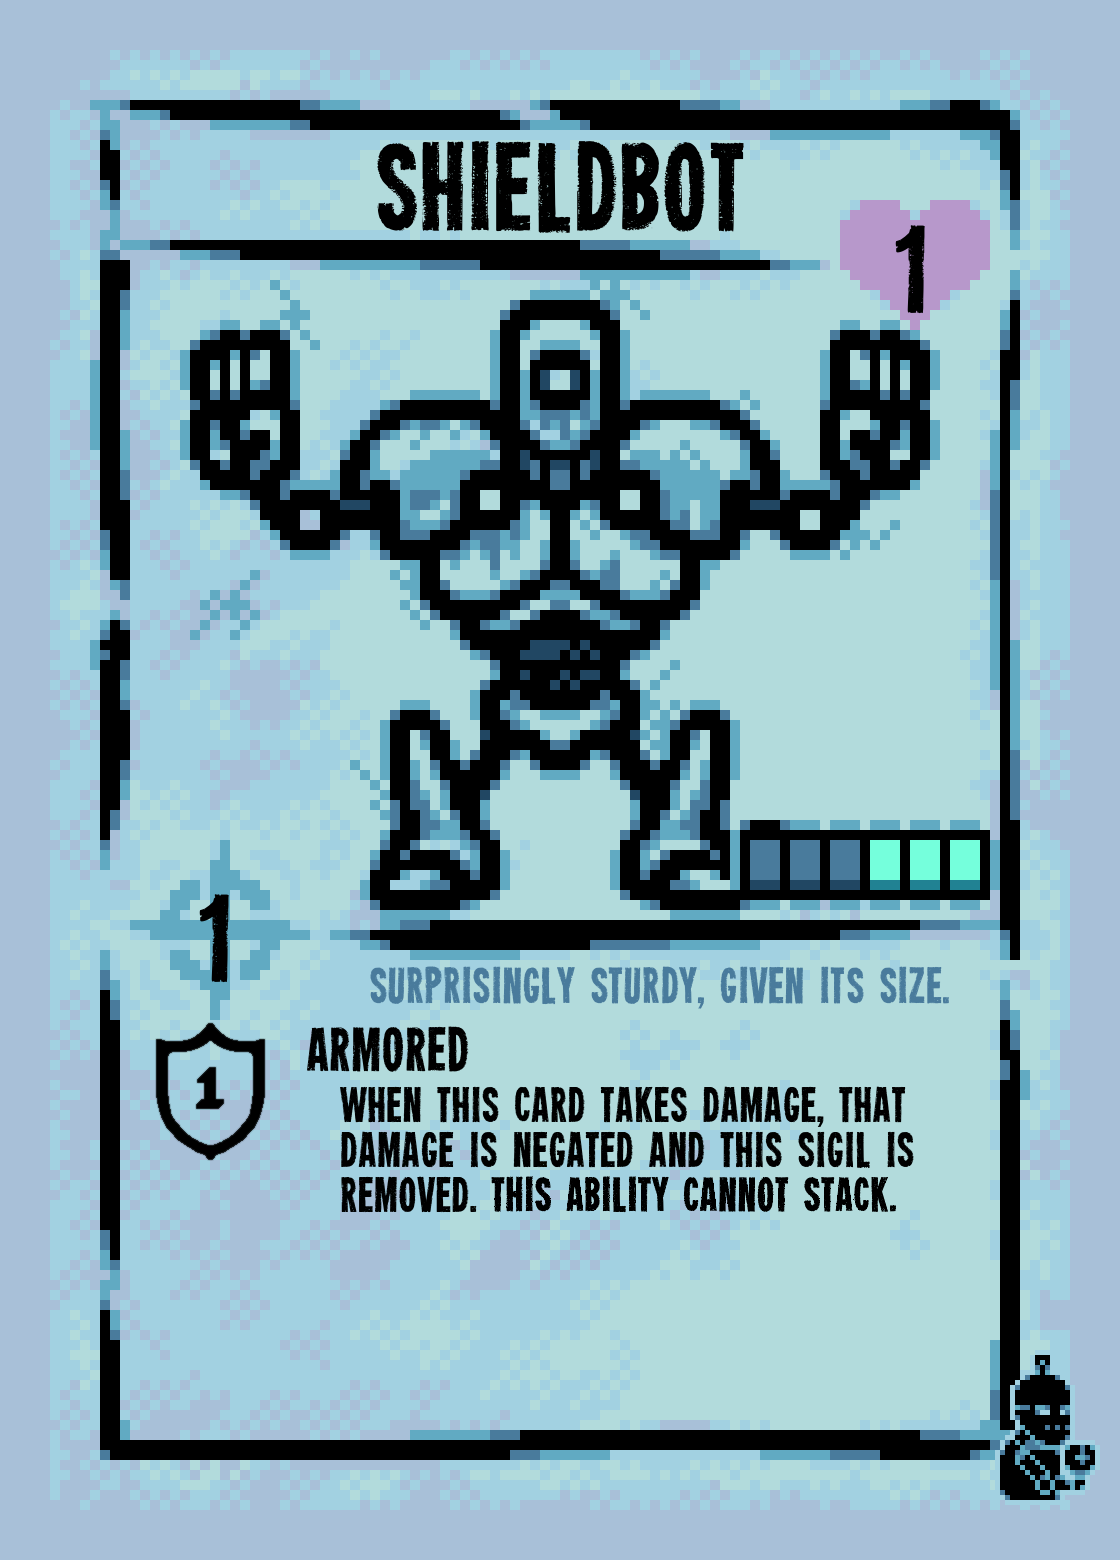 SHIELDBOT
1
1
SURPRISINGLY STURDY, GIVEN ITS SIZE.
1
ARMORED
WHEN THIS CARD TAKES DAMAGE, THAT
DAMAGE IS NEGATED AND THIS SIGIL IS
REMOVED. THIS ABILITY CANNOT STACK.